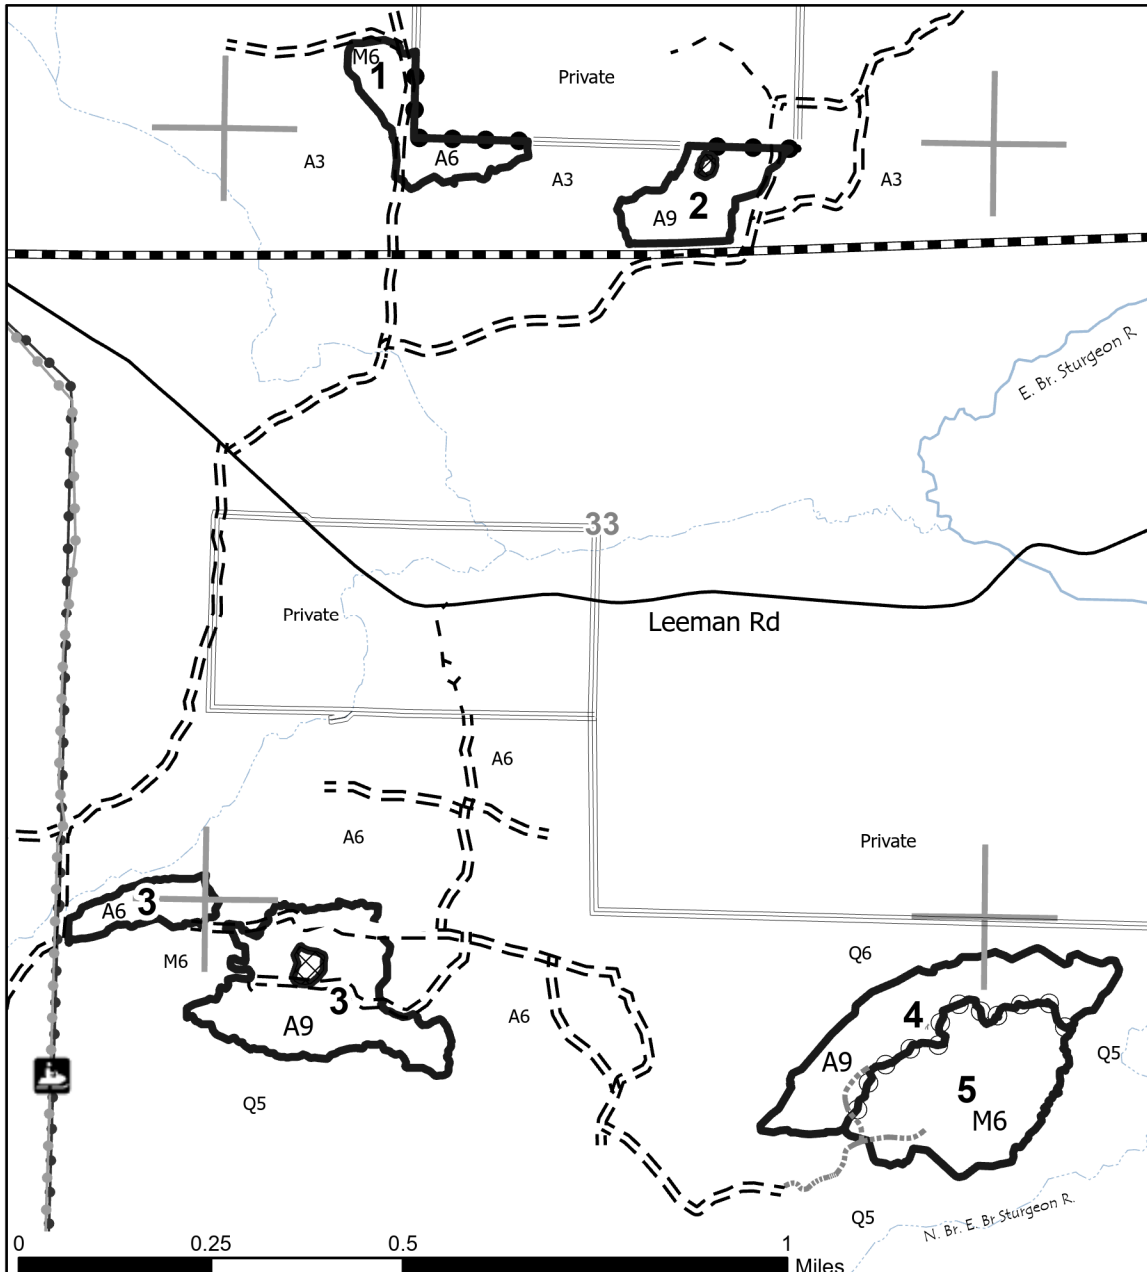 M6
1
Private
A6
A3
A3
A3
A9
2
E. Br. Sturgeon R
33
Private
Leeman Rd
A6
A6
Private
A6
3
M6
Q6
3
A9
A6
4
A9
5
M6
Q5
Q5
Q5
N. Br. E. Br Sturgeon R.
0 0.25 0.5 1
Miles